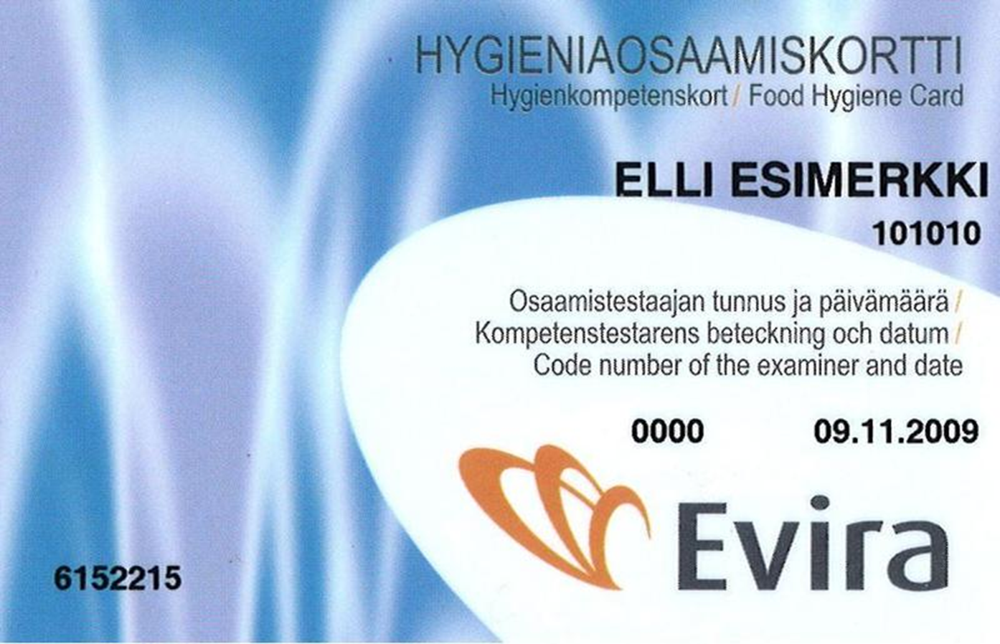 HYGIENIAOSAAMISKORTTI
Hygienkompetenskort / Food Hygiene Card
ELLI ESIMERKKI
101010
Osaamistestaajan tunnus ja päivämäärä /
Kompetenstestarens beteckning och datum /
Code number of the examiner and date
0000 09.11.2009
Evira
6152215